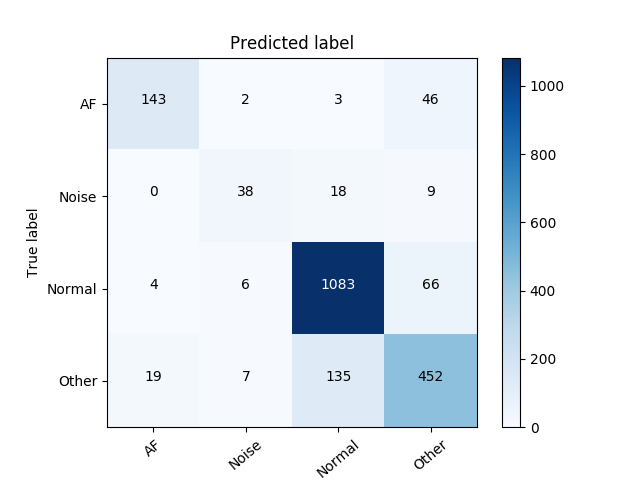 Predicted label
True label
AF 143 2 3 46
Noise 0 38 18 9
Normal 4 6 1083 66
Other 19 7 135 452
AF Noise Normal Other
1000
800
600
400
200
0